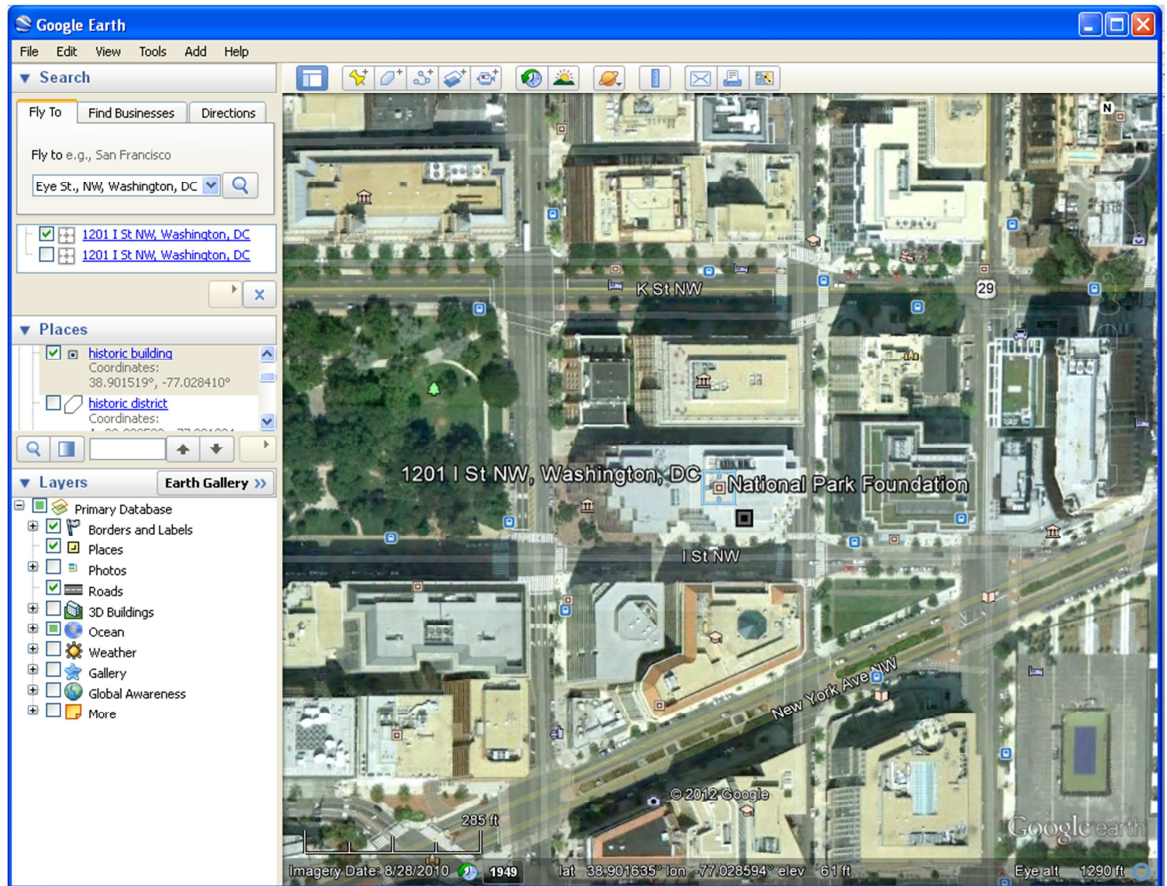 Google Earth
File Edit View Tools Add Help
Search
Fly To Find Businesses Directions
Fly to e.g., San Francisco
Eye St., NW, Washington, DC
1201 I St NW, Washington, DC
1201 I St NW, Washington, DC
Places
historic building
Coordinates:
38.901519°, -77.028410°
historic district
Coordinates:
Layers
Earth Gallery >>
Primary Database
Borders and Labels
Places
Photos
Roads
3D Buildings
Ocean
Weather
Gallery
Global Awareness
More
N
K St NW
29
1201 I St NW, Washington, DC
National Park Foundation
I St NW
New York Ave NW
© 2012 Google
285 ft
Google earth
Imagery Date: 8/28/2010 1949 lat 38.901635° lon -77.028594° elev 61 ft Eye alt 1290 ft